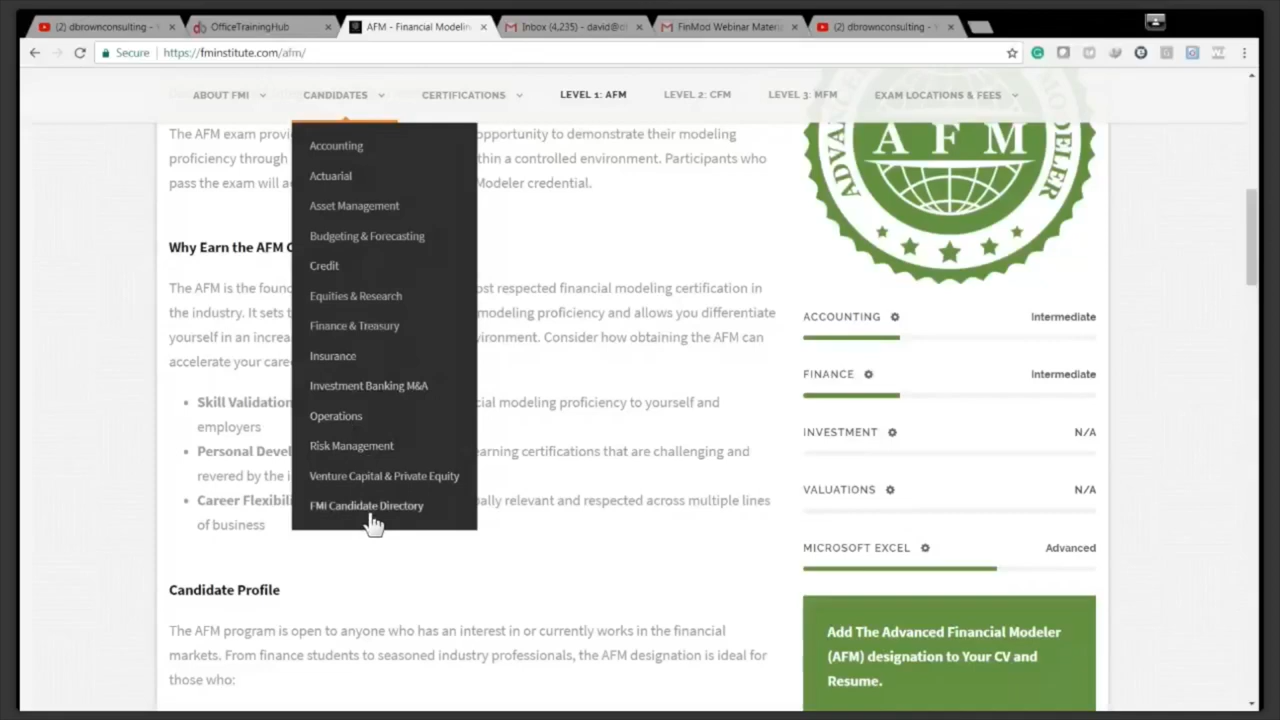 (2) dbrownconsulting -
OfficeTrainingHub
AFM - Financial Modelin
Inbox (4,235) - david@
FinMod Webinar Materi
(2) dbrownconsulting -
Secure
https://fminstitute.com/afm/
ABOUT FMI
CANDIDATES
CERTIFICATIONS
LEVEL 1: AFM
LEVEL 2: CFM
LEVEL 3: MFM
EXAM LOCATIONS & FEES
The AFM exam provi
opportunity to demonstrate their modeling
proficiency through
thin a controlled environment. Participants who
pass the exam will a
Modeler credential.
Why Earn the AFM C
The AFM is the foun
ost respected financial modeling certification in
the industry. It sets t
modeling proficiency and allows you differentiate
yourself in an increa
vironment. Consider how obtaining the AFM can
accelerate your care
Skill Validation
cial modeling proficiency to yourself and
employers
Personal Devel
earning certifications that are challenging and
revered by the i
Career Flexibili
bally relevant and respected across multiple lines
of business
Accounting
Actuarial
Asset Management
Budgeting & Forecasting
Credit
Equities & Research
Finance & Treasury
Insurance
Investment Banking M&A
Operations
Risk Management
Venture Capital & Private Equity
FMI Candidate Directory
Candidate Profile
The AFM program is open to anyone who has an interest in or currently works in the financial
markets. From finance students to seasoned industry professionals, the AFM designation is ideal for
those who:
AFM
ACCOUNTING
Intermediate
FINANCE
Intermediate
INVESTMENT
N/A
VALUATIONS
N/A
MICROSOFT EXCEL
Advanced
Add The Advanced Financial Modeler
(AFM) designation to Your CV and
Resume.